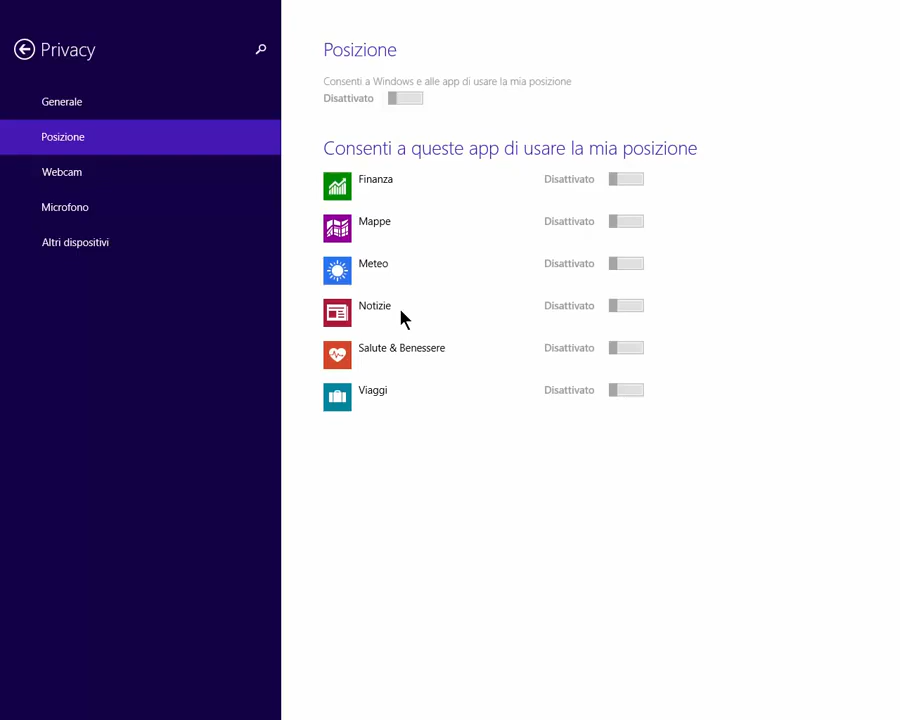 Privacy
Generale
Posizione
Webcam
Microfono
Altri dispositivi
Posizione
Consenti a Windows e alle app di usare la mia posizione
Disattivato
Consenti a queste app di usare la mia posizione
Finanza Disattivato
Mappe Disattivato
Meteo Disattivato
Notizie Disattivato
Salute & Benessere Disattivato
Viaggi Disattivato